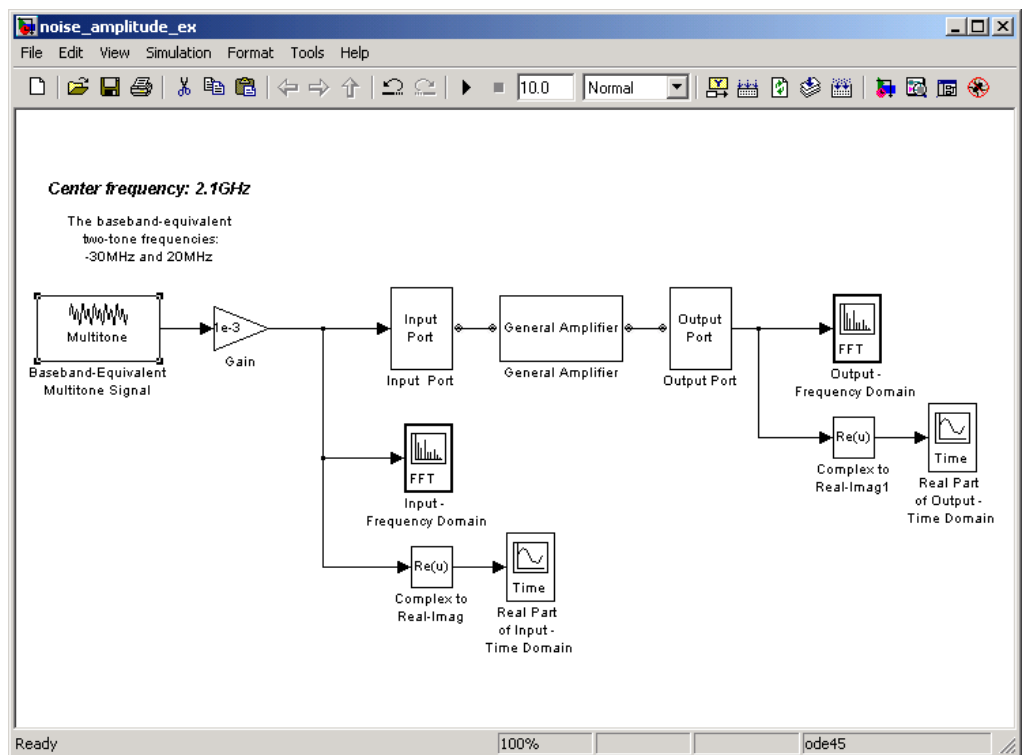 noise_amplitude_ex
File Edit View Simulation Format Tools Help
10.0 Normal
Center frequency: 2.1GHz
The baseband-equivalent
two-tone frequencies:
-30MHz and 20MHz
Multitone
Baseband-Equivalent
Multitone Signal
1e-3
Gain
Input
Port
Input Port
General Amplifier
General Amplifier
Output
Port
Output Port
FFT
Output -
Frequency Domain
Re(u)
Complex to
Real-Imag1
Time
Real Part
of Output -
Time Domain
FFT
Input -
Frequency Domain
Re(u)
Complex to
Real-Imag
Time
Real Part
of Input -
Time Domain
Ready 100% ode45